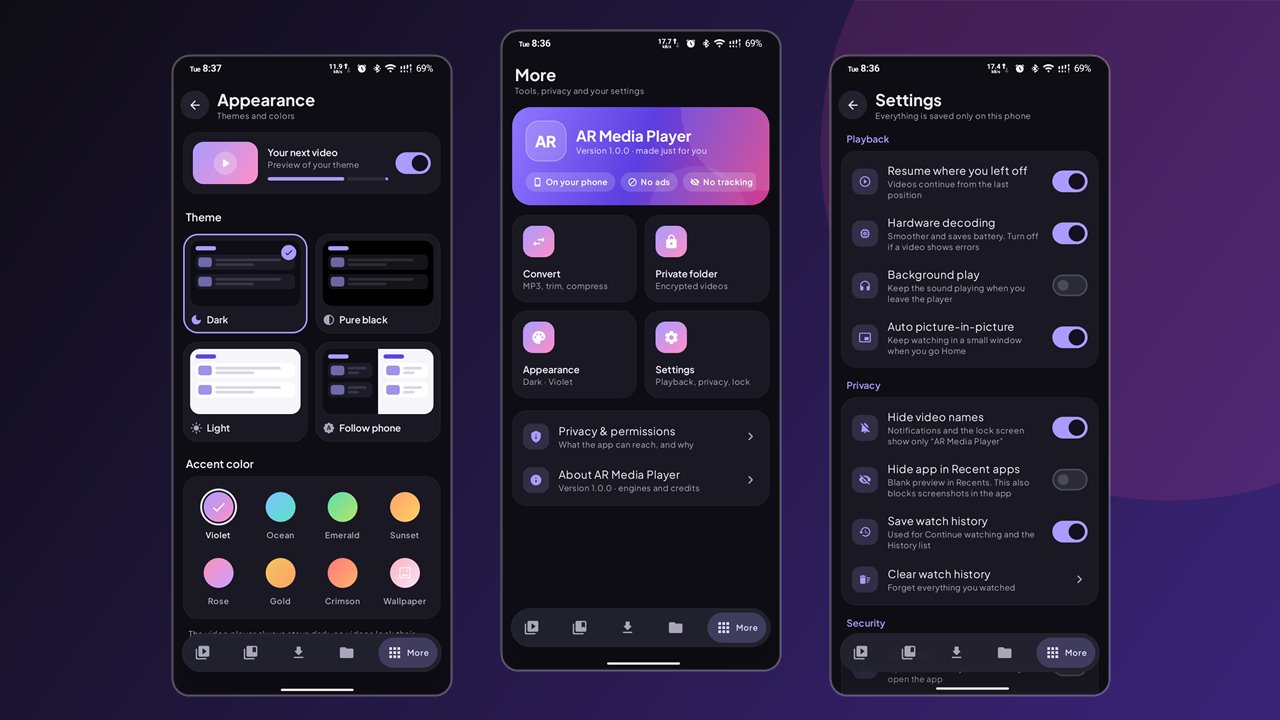 Tue 8:37
11.9 kB/s
69%
Appearance
Themes and colors
Your next video
Preview of your theme
Theme
Dark
Pure black
Light
Follow phone
Accent color
Violet
Ocean
Emerald
Sunset
Rose
Gold
Crimson
Wallpaper
More
Tue 8:36
17.7 kB/s
69%
More
Tools, privacy and your settings
AR
AR Media Player
Version 1.0.0 · made just for you
On your phone
No ads
No tracking
Convert
MP3, trim, compress
Private folder
Encrypted videos
Appearance
Dark · Violet
Settings
Playback, privacy, lock
Privacy & permissions
What the app can reach, and why
About AR Media Player
Version 1.0.0 · engines and credits
More
Tue 8:36
17.4 kB/s
69%
Settings
Everything is saved only on this phone
Playback
Resume where you left off
Videos continue from the last
position
Hardware decoding
Smoother and saves battery. Turn off
if a video shows errors
Background play
Keep the sound playing when you
leave the player
Auto picture-in-picture
Keep watching in a small window
when you go Home
Privacy
Hide video names
Notifications and the lock screen
show only “AR Media Player”
Hide app in Recent apps
Blank preview in Recents. This also
blocks screenshots in the app
Save watch history
Used for Continue watching and the
History list
Clear watch history
Forget everything you watched
Security
More
open the app